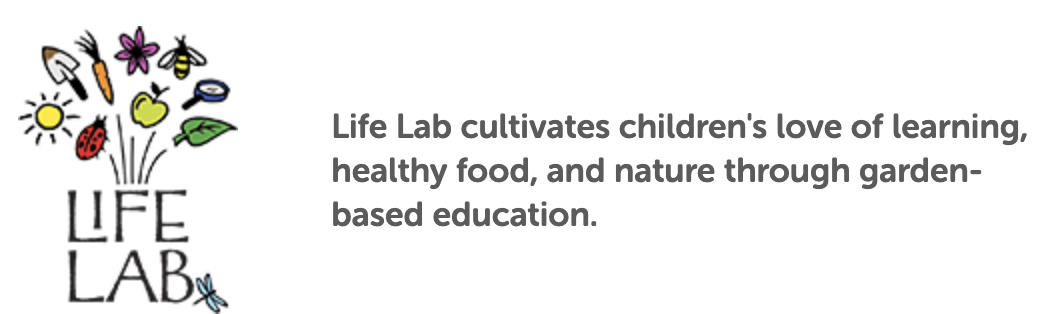 LIFE
LAB
Life Lab cultivates children's love of learning,
healthy food, and nature through garden-
based education.